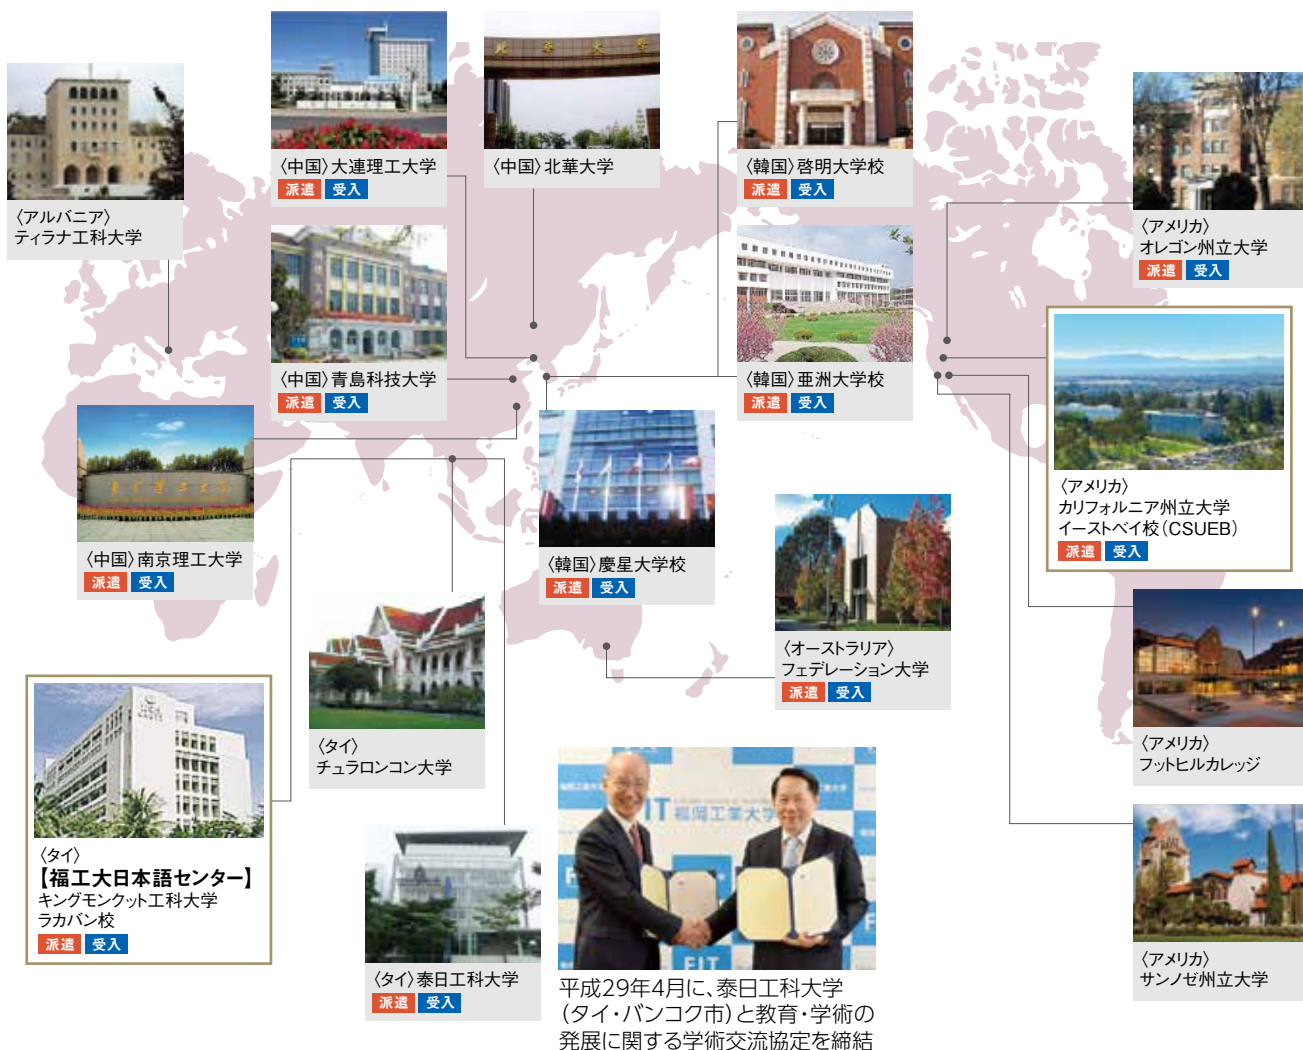 〈アルバニア〉
ティラナ工科大学
〈中国〉大連理工大学
派遣 受入
北华大学
〈中国〉北華大学
〈韓国〉啓明大学校
派遣 受入
〈アメリカ〉
オレゴン州立大学
派遣 受入
〈中国〉青島科技大学
派遣 受入
〈韓国〉亜洲大学校
派遣 受入
〈アメリカ〉
カリフォルニア州立大学
イーストベイ校(CSUEB)
派遣 受入
〈中国〉南京理工大学
派遣 受入
〈韓国〉慶星大学校
派遣 受入
〈オーストラリア〉
フェデレーション大学
派遣 受入
〈タイ〉
チュラロンコン大学
〈アメリカ〉
フットヒルカレッジ
〈タイ〉
【福工大日本語センター】
キングモンクット工科大学
ラカバン校
派遣 受入
〈タイ〉泰日工科大学
派遣 受入
福岡工業大学
FIT
平成29年4月に、泰日工科大学
(タイ・バンコク市)と教育・学術の
発展に関する学術交流協定を締結
〈アメリカ〉
サンノゼ州立大学